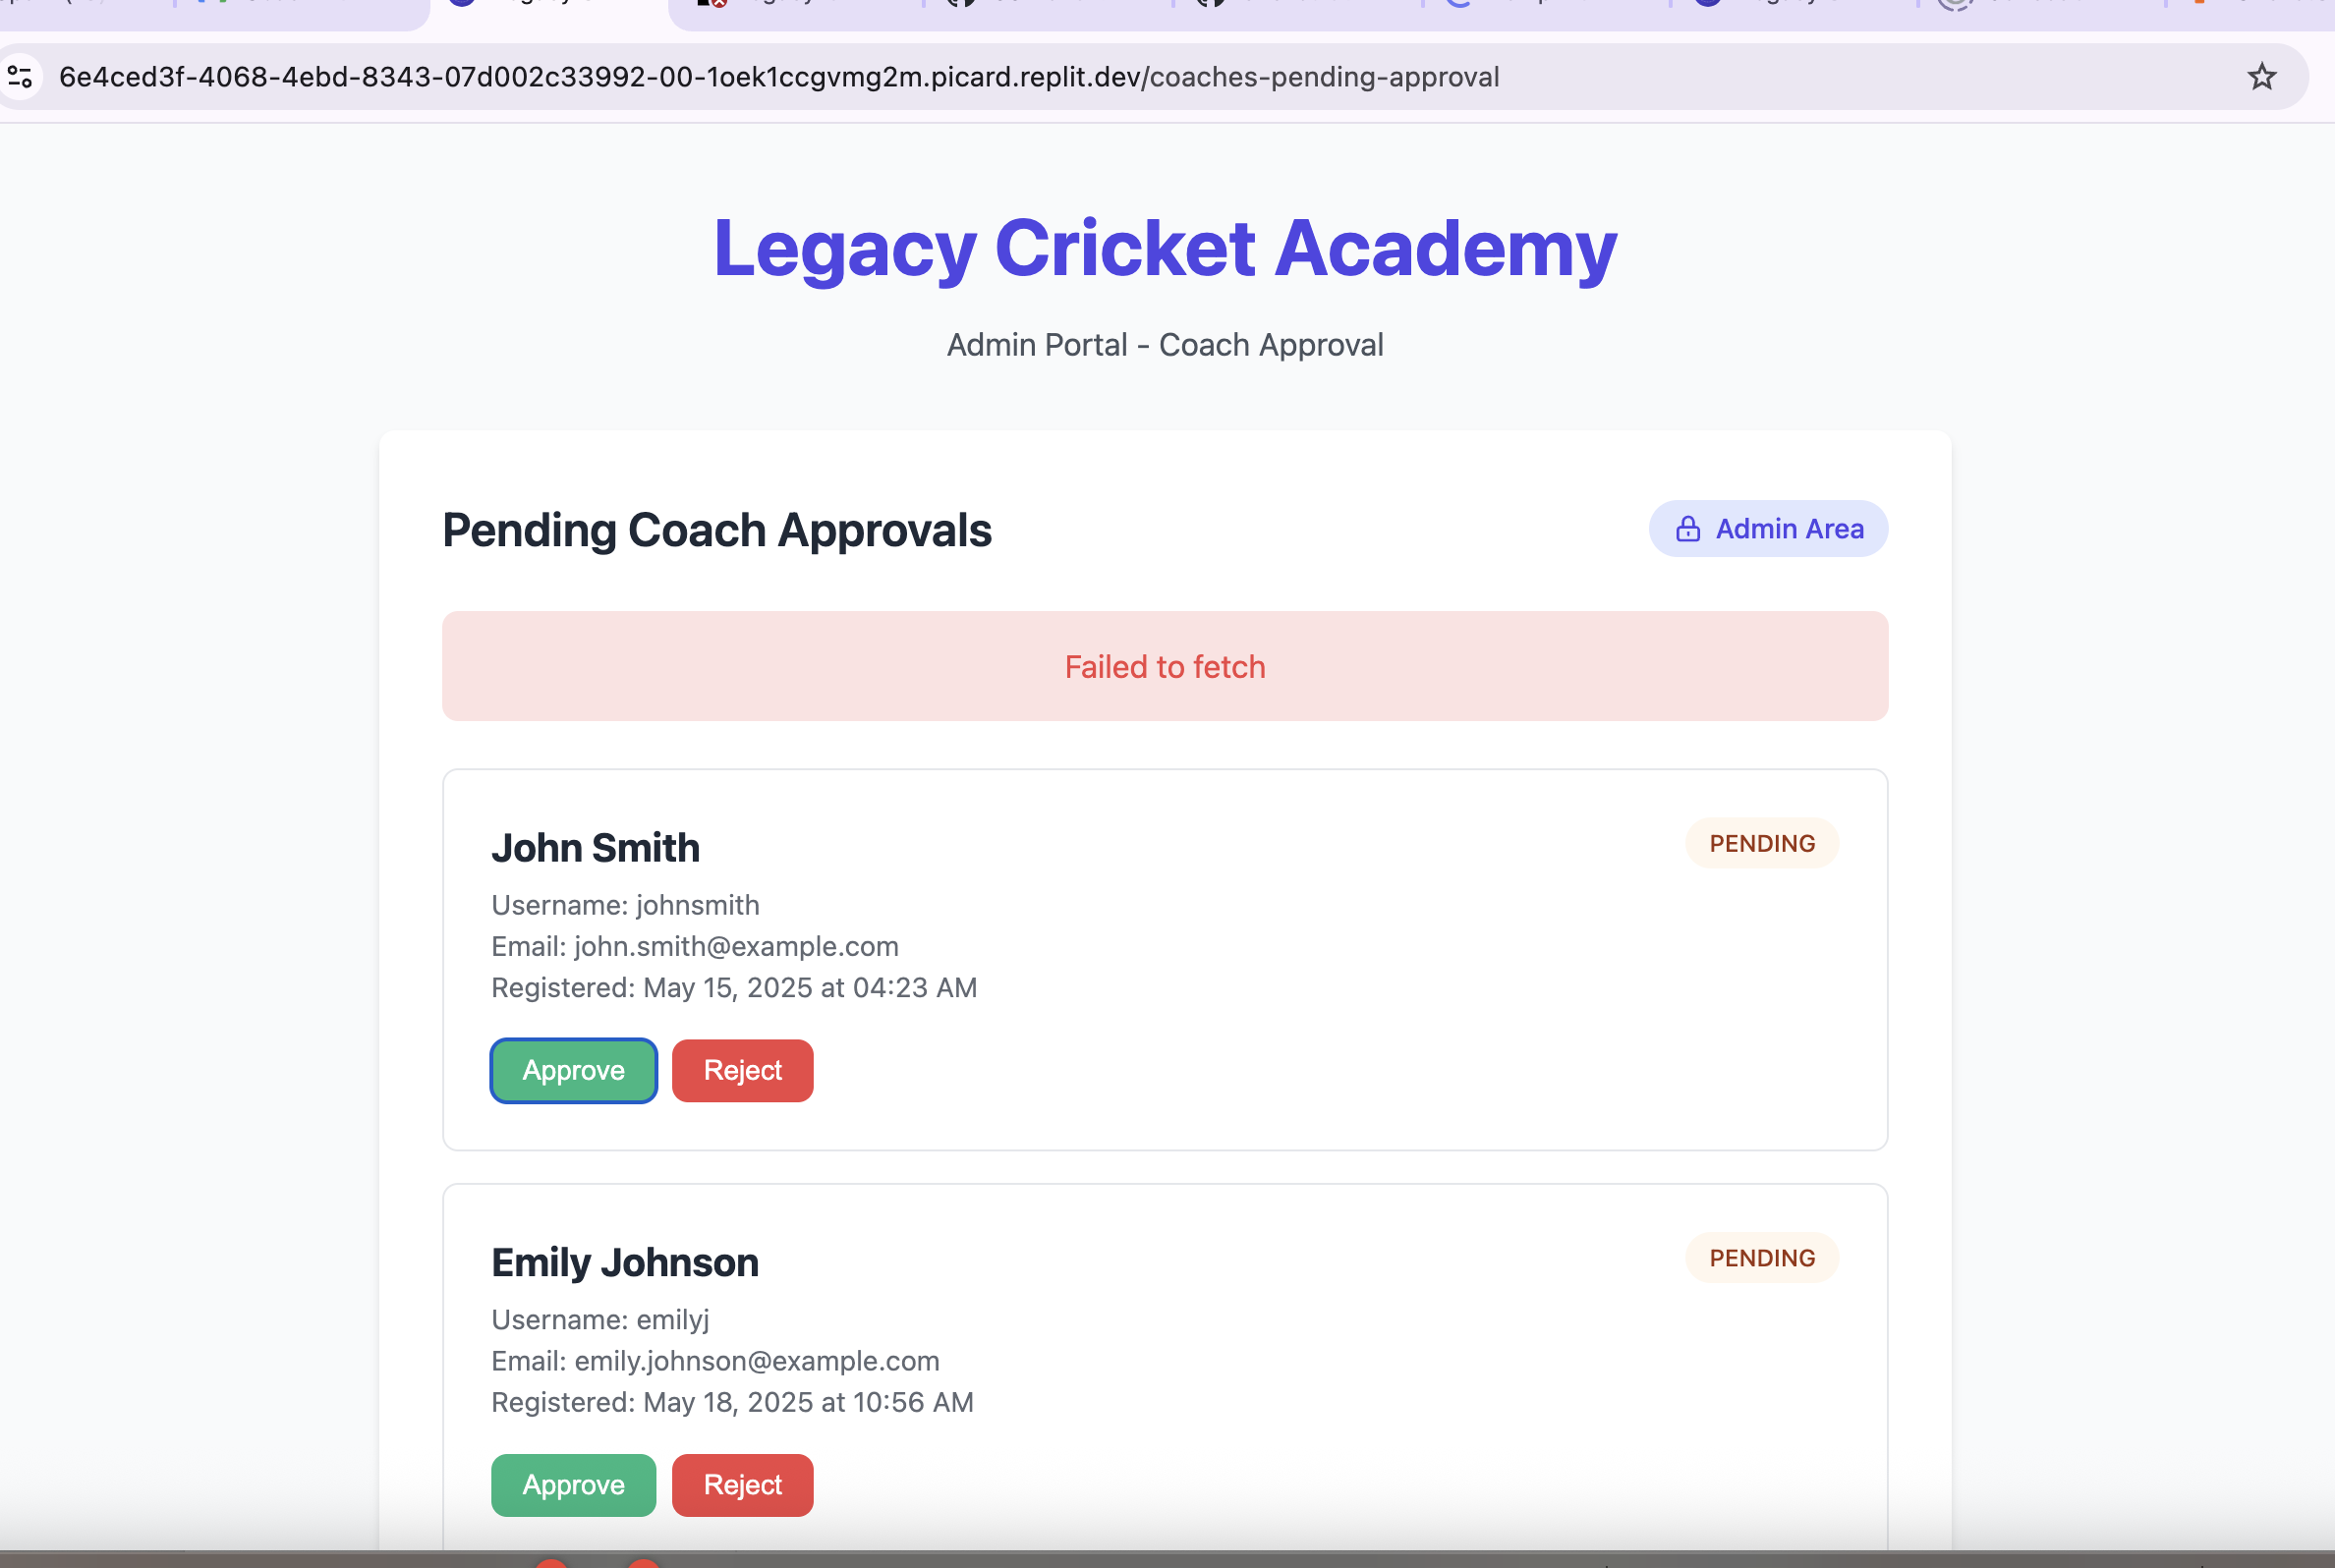 6e4ced3f-4068-4ebd-8343-07d002c33992-00-1oek1ccgvmg2m.picard.replit.dev/coaches-pending-approval
Legacy Cricket Academy
Admin Portal - Coach Approval
Pending Coach Approvals
Admin Area
Failed to fetch
John Smith
PENDING
Username: johnsmith
Email: john.smith@example.com
Registered: May 15, 2025 at 04:23 AM
Approve
Reject
Emily Johnson
PENDING
Username: emilyj
Email: emily.johnson@example.com
Registered: May 18, 2025 at 10:56 AM
Approve
Reject